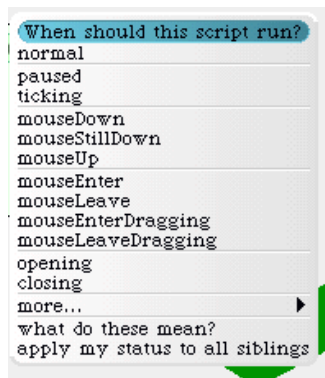 When should this script run?
normal
paused
ticking
mouseDown
mouseStillDown
mouseUp
mouseEnter
mouseLeave
mouseEnterDragging
mouseLeaveDragging
opening
closing
more...
what do these mean?
apply my status to all siblings